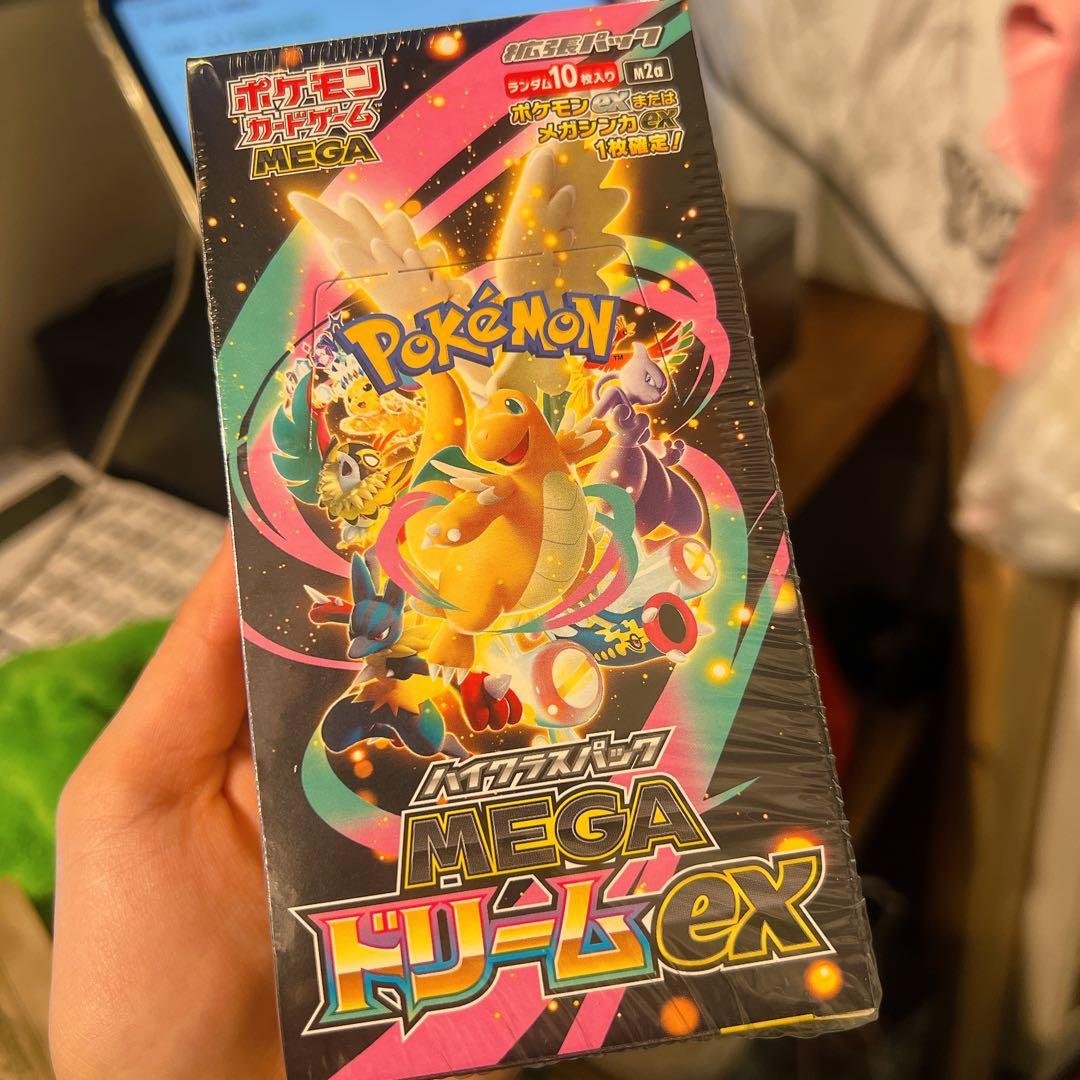 ポケモン
カードゲーム
MEGA
拡張パック
ランダム10枚入り M2a
ポケモンexまたは
メガシンカex
1枚確定!
POKéMON
TM
ハイクラスパック
MEGA
ドリームex